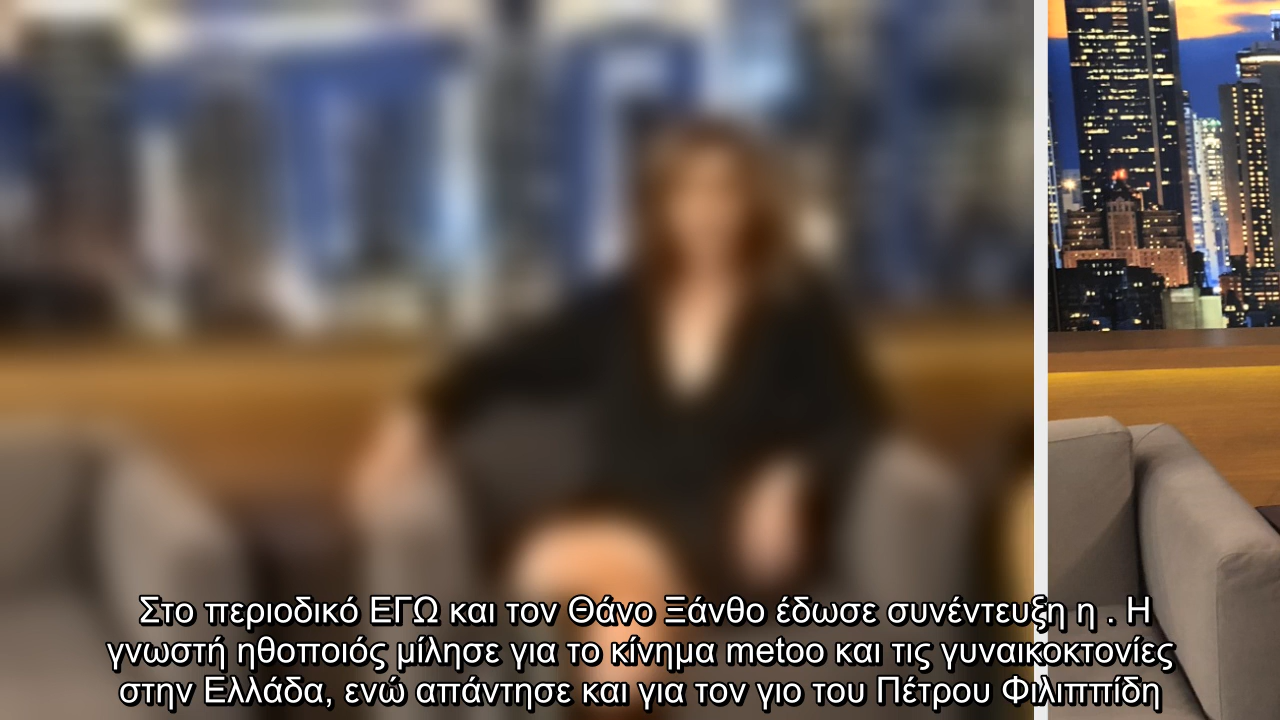 Στο περιοδικό ΕΓΩ και τον Θάνο Ξάνθο έδωσε συνέντευξη η . Η
γνωστή ηθοποιός μίλησε για το κίνημα metoo και τις γυναικοκτονίες
στην Ελλάδα, ενώ απάντησε και για τον γιο του Πέτρου Φιλιππίδη